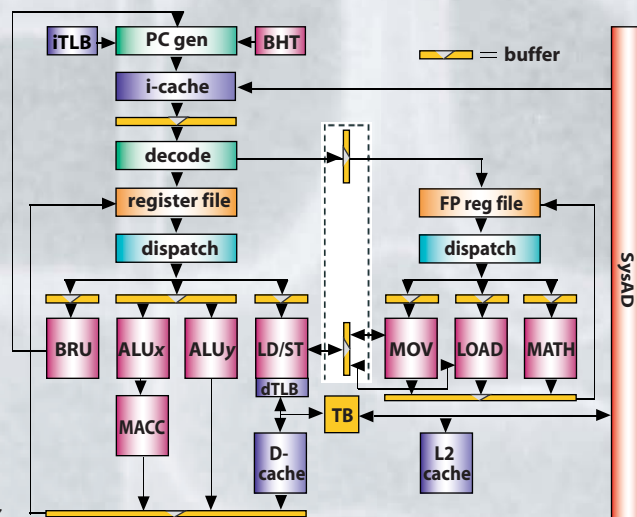 iTLB
PC gen
BHT
= buffer
i-cache
decode
register file
FP reg file
dispatch
dispatch
SysAD
BRU
ALUx
ALUy
LD/ST
MOV
LOAD
MATH
dTLB
MACC
TB
D-
cache
L2
cache